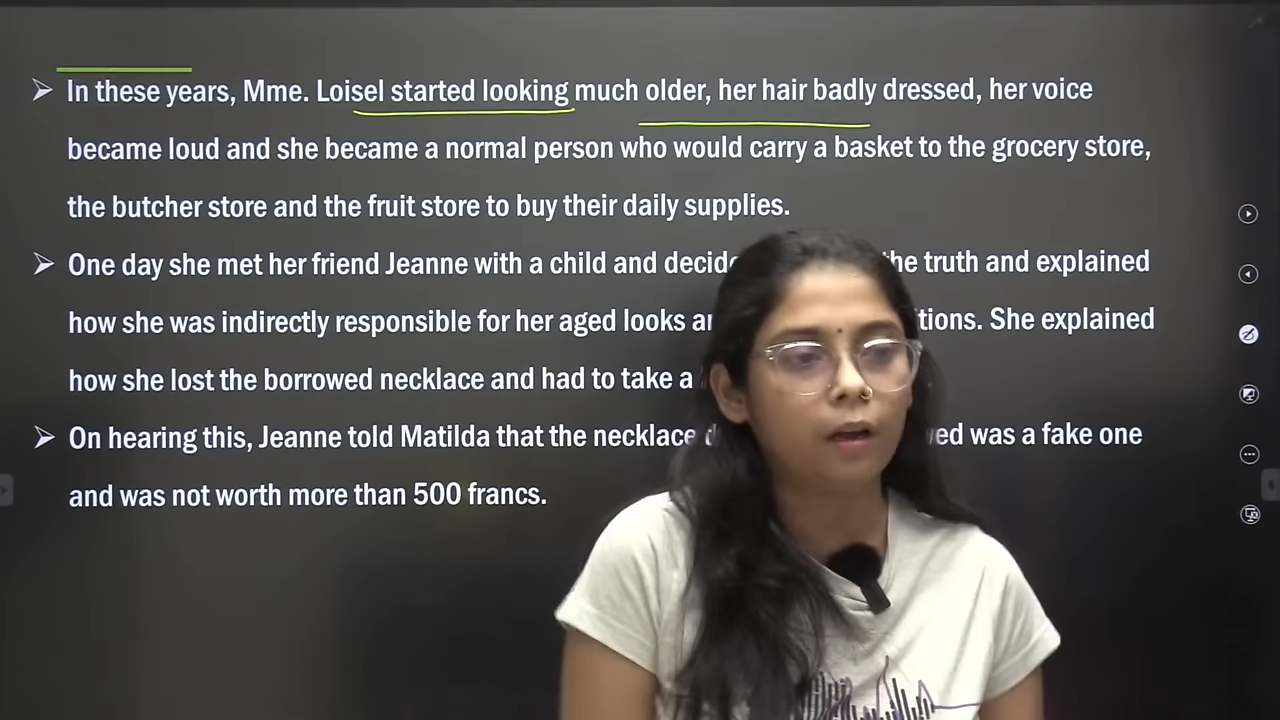 In these years, Mme. Loisel started looking much older, her hair badly dressed, her voice
became loud and she became a normal person who would carry a basket to the grocery store,
the butcher store and the fruit store to buy their daily supplies.
One day she met her friend Jeanne with a child and the truth and explained
how she was indirectly responsible for her aged looks She explained
how she lost the borrowed necklace and had to take a
On hearing this, Jeanne told Matilda that the necklace was a fake one
and was not worth more than 500 francs.